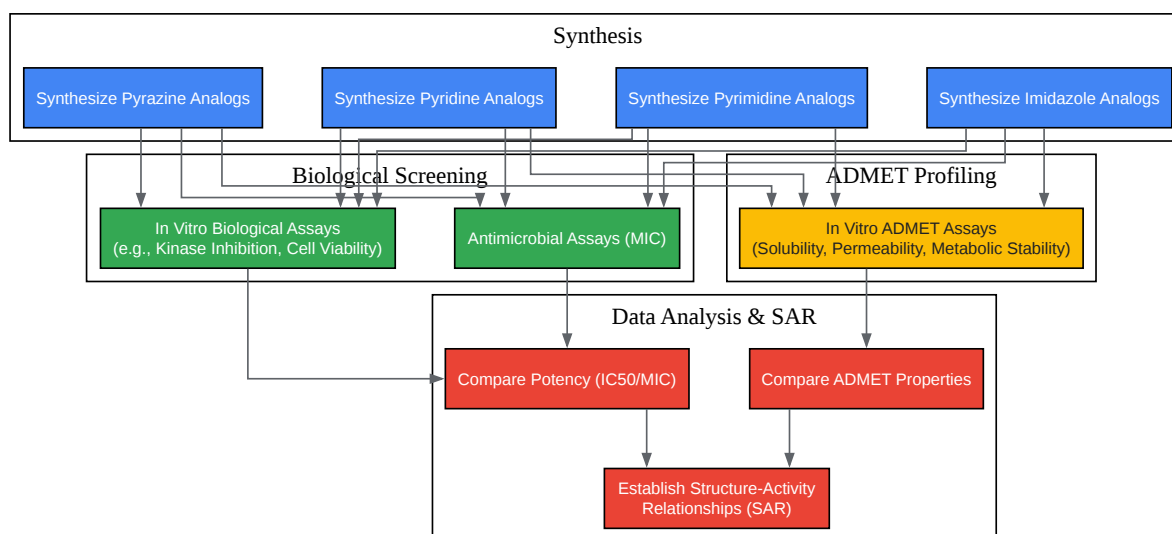 Synthesis
Synthesize Pyrazine Analogs
Synthesize Pyridine Analogs
Synthesize Pyrimidine Analogs
Synthesize Imidazole Analogs
Biological Screening
ADMET Profiling
In Vitro Biological Assays
(e.g., Kinase Inhibition, Cell Viability)
Antimicrobial Assays (MIC)
In Vitro ADMET Assays
(Solubility, Permeability, Metabolic Stability)
Data Analysis & SAR
Compare Potency (IC50/MIC)
Compare ADMET Properties
Establish Structure-Activity
Relationships (SAR)